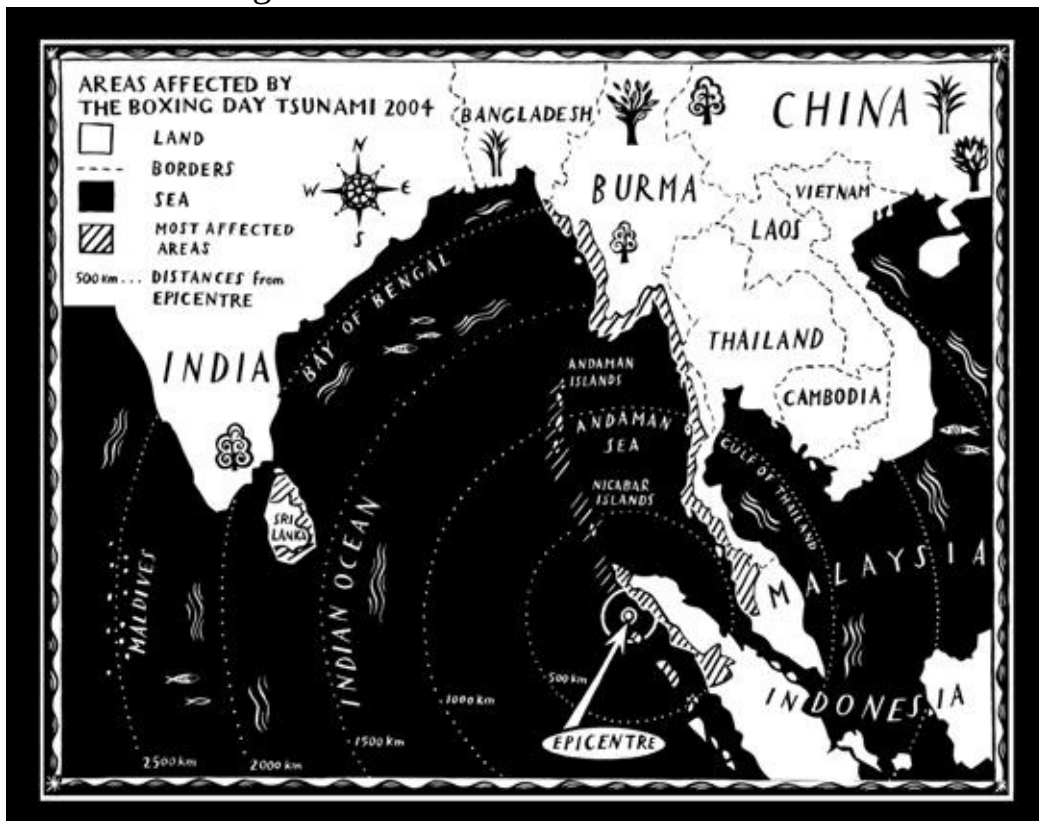 AREAS AFFECTED BY
THE BOXING DAY TSUNAMI 2004
LAND
BORDERS
SEA
MOST AFFECTED
AREAS
500 km... DISTANCES from
EPICENTRE
N
W E
S
BANGLADESH
CHINA
BURMA
VIETNAM
LAOS
BAY OF BENGAL
INDIA
THAILAND
CAMBODIA
ANDAMAN
ISLANDS
ANDAMAN
SEA
GULF OF THAILAND
NICABAR
ISLANDS
SRI
LANKA
MALDIVES
INDIAN OCEAN
MALAYSIA
INDONESIA
500 km
1000 km
EPICENTRE
1500 km
2000 km
2500 km